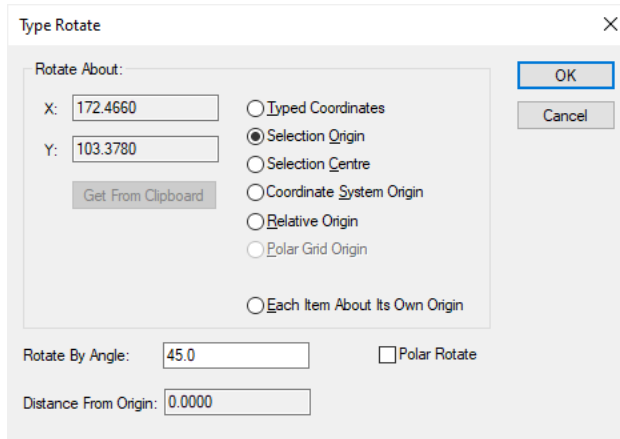 Type Rotate
Rotate About:
X: 172.4660
Y: 103.3780
Get From Clipboard
Typed Coordinates
Selection Origin
Selection Centre
Coordinate System Origin
Relative Origin
Polar Grid Origin
Each Item About Its Own Origin
OK
Cancel
Rotate By Angle: 45.0
Polar Rotate
Distance From Origin: 0.0000